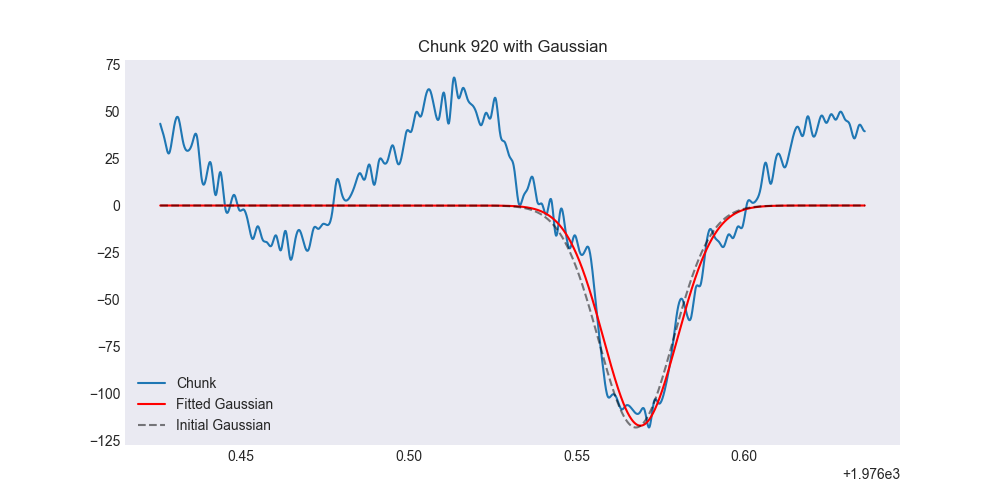 Chunk 920 with Gaussian
75
50
25
0
−25
−50
−75
−100
−125
Chunk
Fitted Gaussian
Initial Gaussian
0.45 0.50 0.55 0.60
+1.976e3